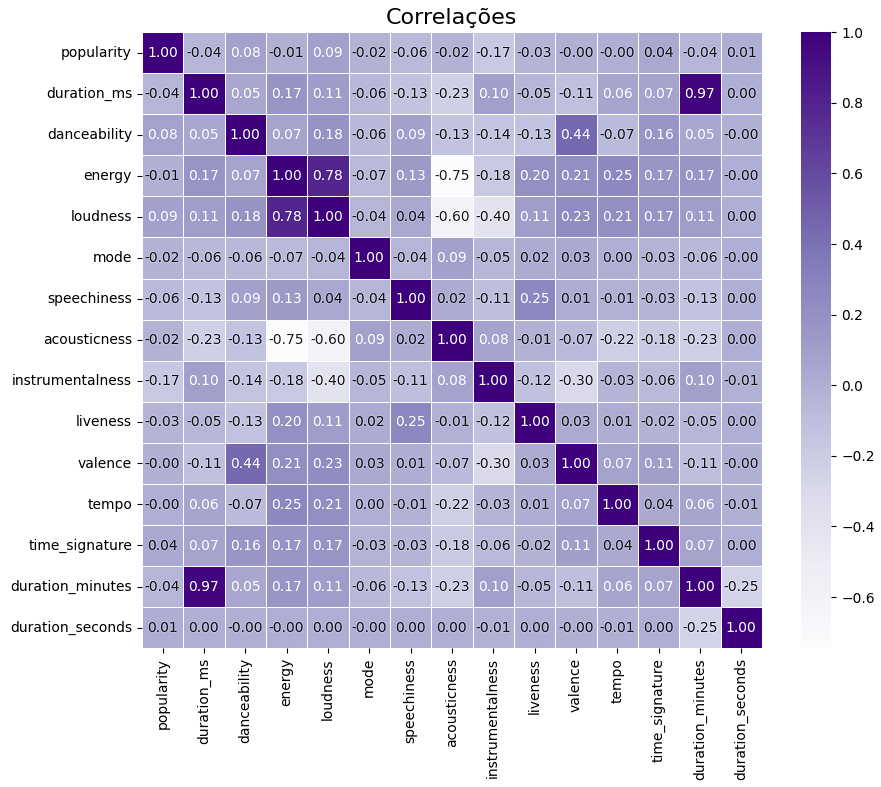 Correlações
popularity 1.00 -0.04 0.08 -0.01 0.09 -0.02 -0.06 -0.02 -0.17 -0.03 -0.00 -0.00 0.04 -0.04 0.01
duration_ms -0.04 1.00 0.05 0.17 0.11 -0.06 -0.13 -0.23 0.10 -0.05 -0.11 0.06 0.07 0.97 0.00
danceability 0.08 0.05 1.00 0.07 0.18 -0.06 0.09 -0.13 -0.14 -0.13 0.44 -0.07 0.16 0.05 -0.00
energy -0.01 0.17 0.07 1.00 0.78 -0.07 0.13 -0.75 -0.18 0.20 0.21 0.25 0.17 0.17 -0.00
loudness 0.09 0.11 0.18 0.78 1.00 -0.04 0.04 -0.60 -0.40 0.11 0.23 0.21 0.17 0.11 0.00
mode -0.02 -0.06 -0.06 -0.07 -0.04 1.00 -0.04 0.09 -0.05 0.02 0.03 0.00 -0.03 -0.06 -0.00
speechiness -0.06 -0.13 0.09 0.13 0.04 -0.04 1.00 0.02 -0.11 0.25 0.01 -0.01 -0.03 -0.13 0.00
acousticness -0.02 -0.23 -0.13 -0.75 -0.60 0.09 0.02 1.00 0.08 -0.01 -0.07 -0.22 -0.18 -0.23 0.00
instrumentalness -0.17 0.10 -0.14 -0.18 -0.40 -0.05 -0.11 0.08 1.00 -0.12 -0.30 -0.03 -0.06 0.10 -0.01
liveness -0.03 -0.05 -0.13 0.20 0.11 0.02 0.25 -0.01 -0.12 1.00 0.03 0.01 -0.02 -0.05 0.00
valence -0.00 -0.11 0.44 0.21 0.23 0.03 0.01 -0.07 -0.30 0.03 1.00 0.07 0.11 -0.11 -0.00
tempo -0.00 0.06 -0.07 0.25 0.21 0.00 -0.01 -0.22 -0.03 0.01 0.07 1.00 0.04 0.06 -0.01
time_signature 0.04 0.07 0.16 0.17 0.17 -0.03 -0.03 -0.18 -0.06 -0.02 0.11 0.04 1.00 0.07 0.00
duration_minutes -0.04 0.97 0.05 0.17 0.11 -0.06 -0.13 -0.23 0.10 -0.05 -0.11 0.06 0.07 1.00 -0.25
duration_seconds 0.01 0.00 -0.00 -0.00 0.00 -0.00 0.00 0.00 -0.01 0.00 -0.00 -0.01 0.00 -0.25 1.00
popularity
duration_ms
danceability
energy
loudness
mode
speechiness
acousticness
instrumentalness
liveness
valence
tempo
time_signature
duration_minutes
duration_seconds
1.0
0.8
0.6
0.4
0.2
0.0
−0.2
−0.4
−0.6